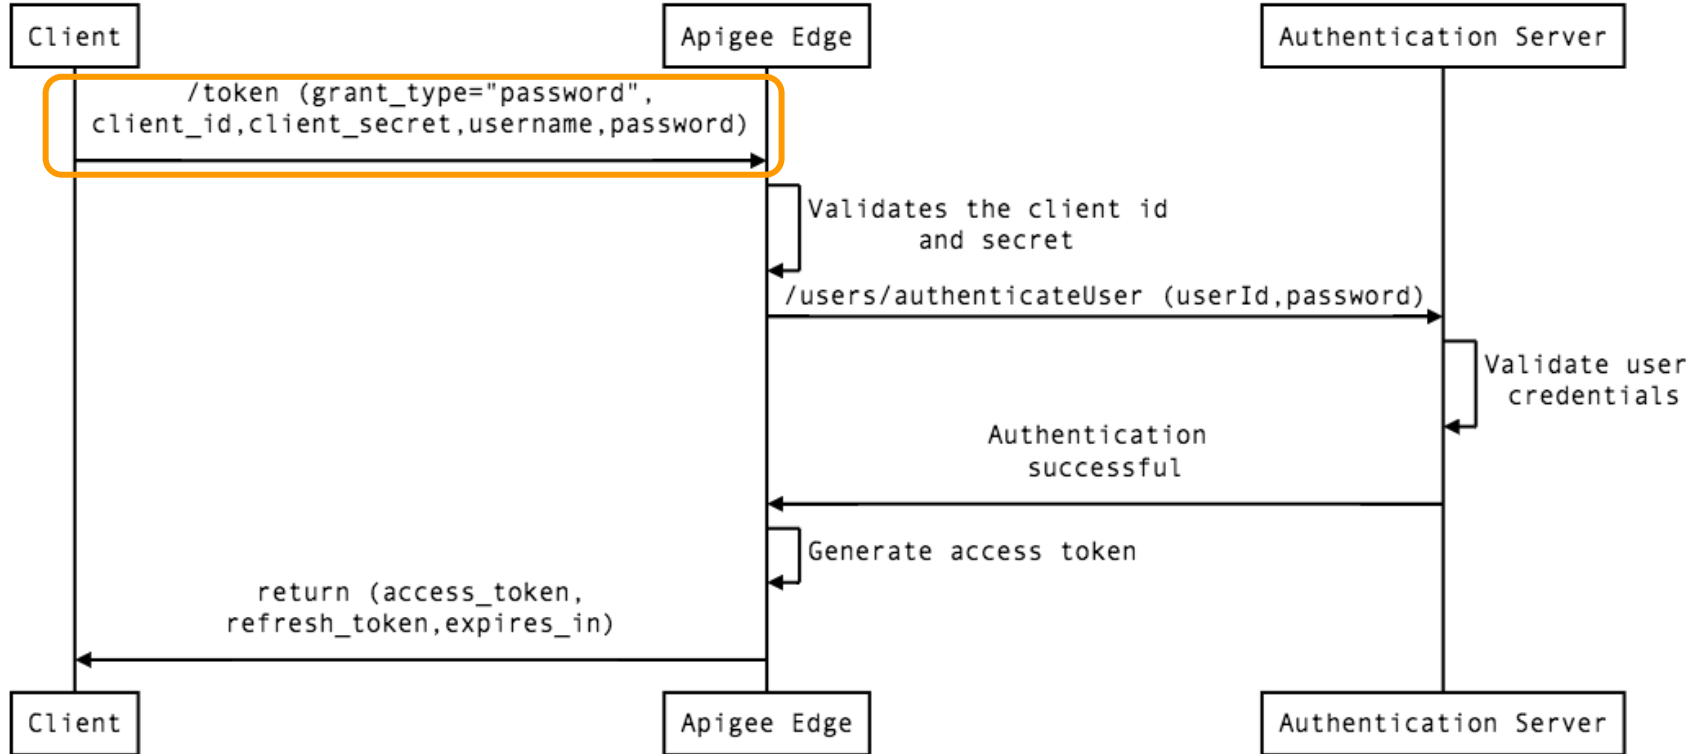 Client
Apigee Edge
Authentication Server
/token (grant_type="password",
client_id,client_secret,username,password)
Validates the client id
and secret
/users/authenticateUser (userId,password)
Validate user
credentials
Authentication
successful
Generate access token
return (access_token,
refresh_token,expires_in)
Client
Apigee Edge
Authentication Server